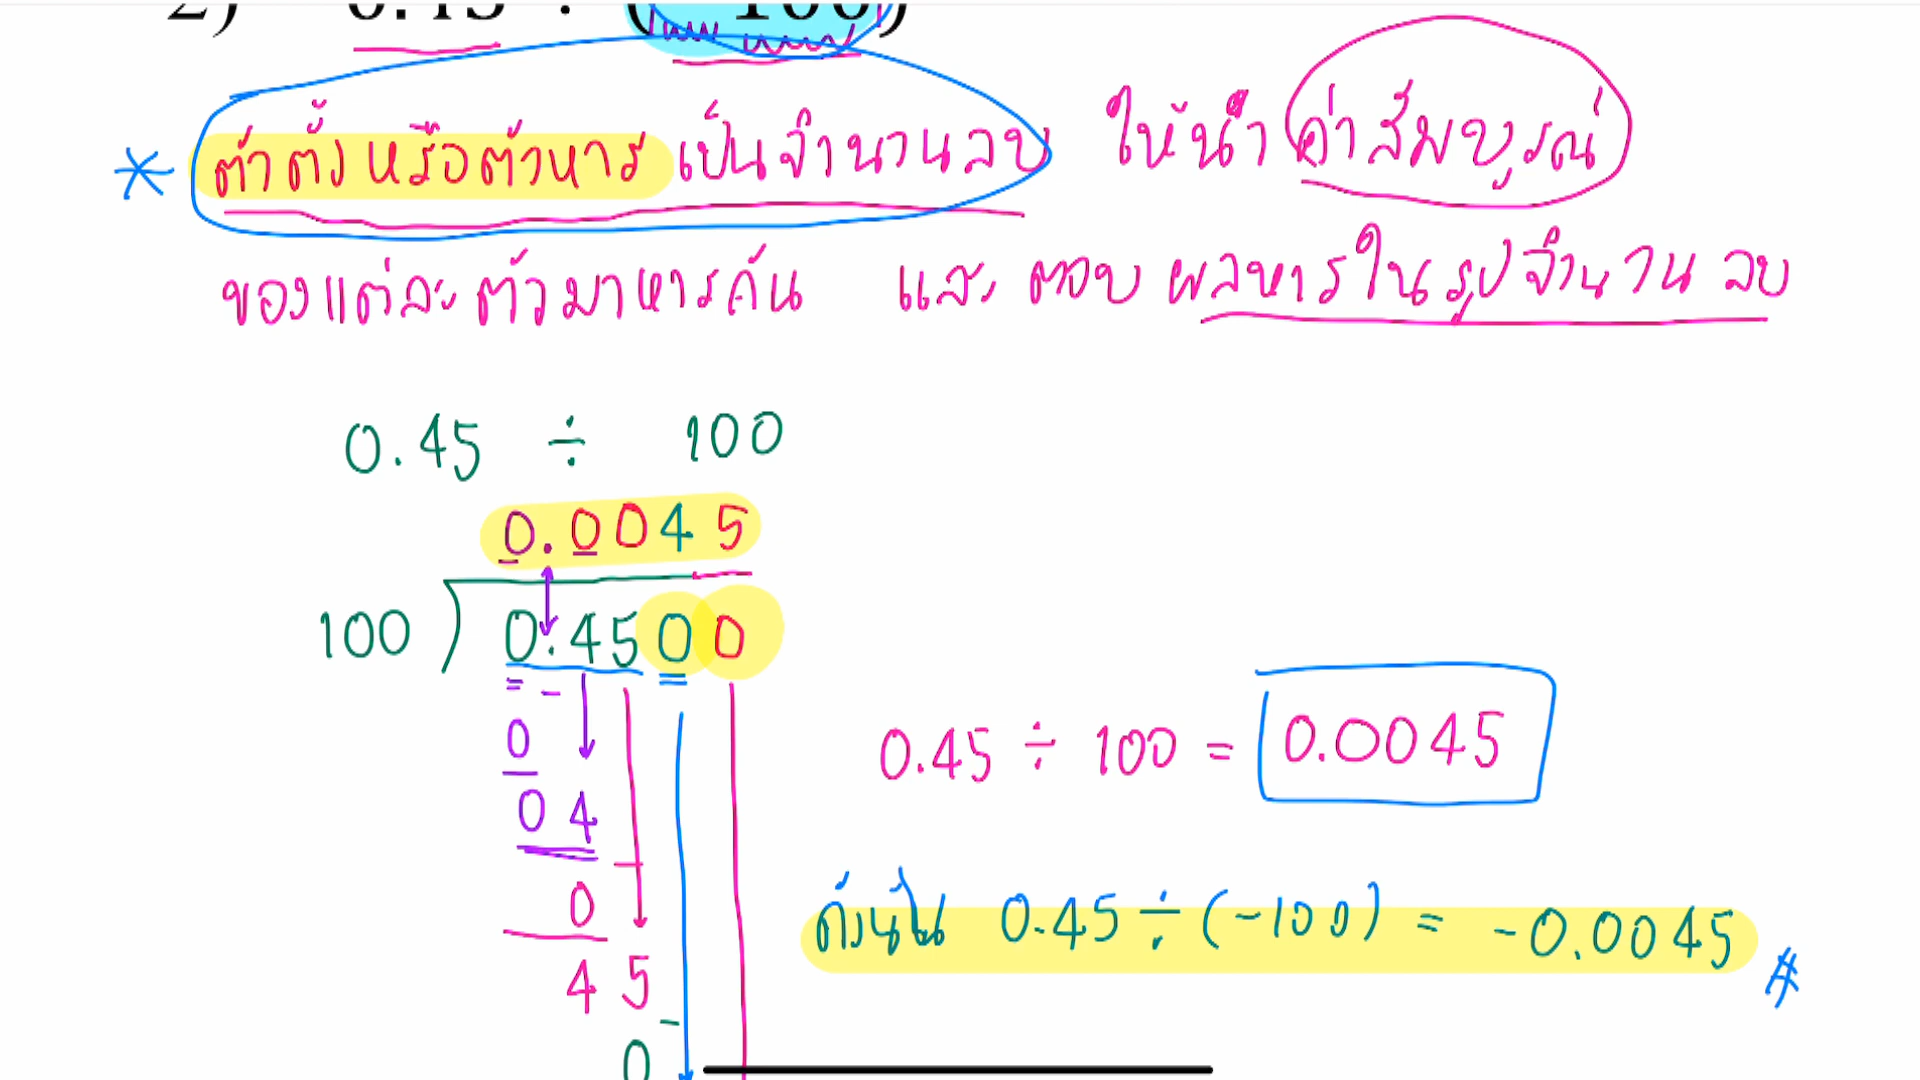 2) 0.45 ÷ (-100)
* ตัวตั้งหรือตัวหาร เป็นจำนวนลบ ให้นำ ค่าสัมบูรณ์
ของแต่ละตัวมาหารกัน และ ตอบ ผลหารในรูปจำนวน ลบ
0.45 ÷ 100
0.0045
100 ) 0.4500
0
04
0
45
0
0.45 ÷ 100 = 0.0045
ดังนั้น 0.45 ÷ (-100) = -0.0045 #